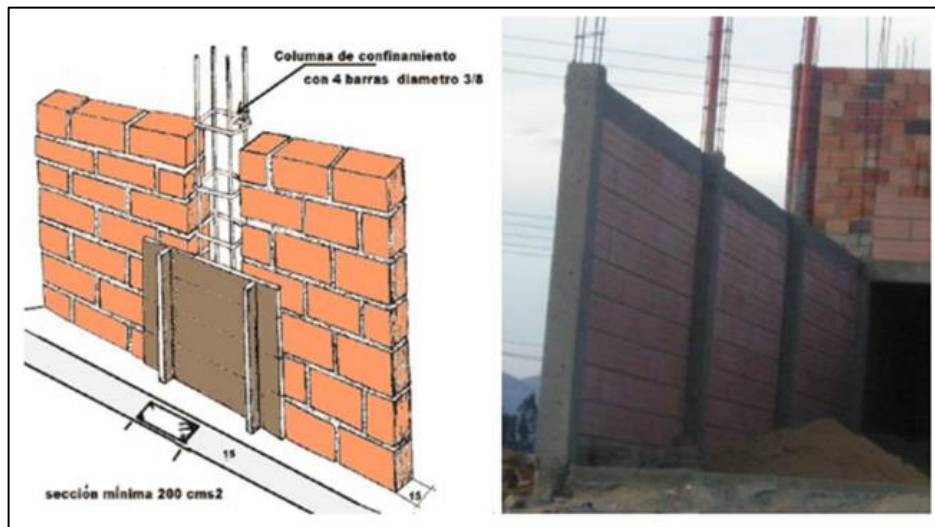 Columna de confinamiento
con 4 barras diametro 3/8
15
15
sección mínima 200 cms2